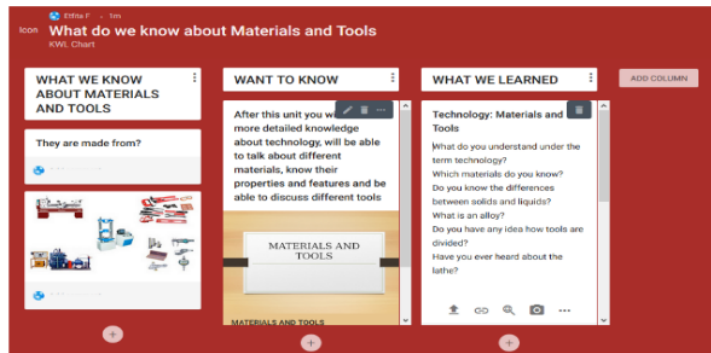 Etfita F . 1m
Icon What do we know about Materials and Tools
KWL Chart
WHAT WE KNOW
ABOUT MATERIALS
AND TOOLS
They are made from?
WANT TO KNOW
After this unit you
more detailed knowledge
about technology, will be able
to talk about different
materials, know their
properties and features and be
able to discuss different tools
MATERIALS AND
TOOLS
MATERIALS AND TOOLS
WHAT WE LEARNED
Technology: Materials and
Tools
What do you understand under the
term technology?
Which materials do you know?
Do you know the differences
between solids and liquids?
What is an alloy?
Do you have any idea how tools are
divided?
Have you ever heard about the
lathe?
ADD COLUMN